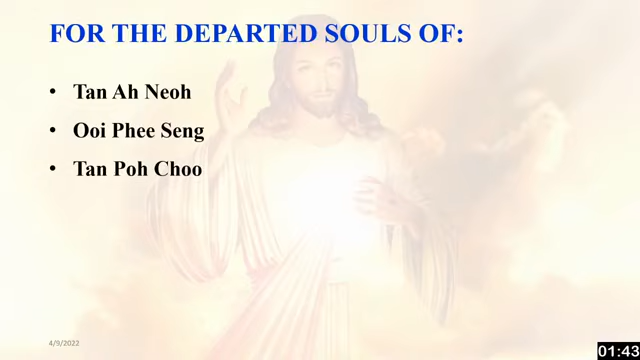 FOR THE DEPARTED SOULS OF:
• Tan Ah Neoh
• Ooi Phee Seng
• Tan Poh Choo
4/9/2022
01:43